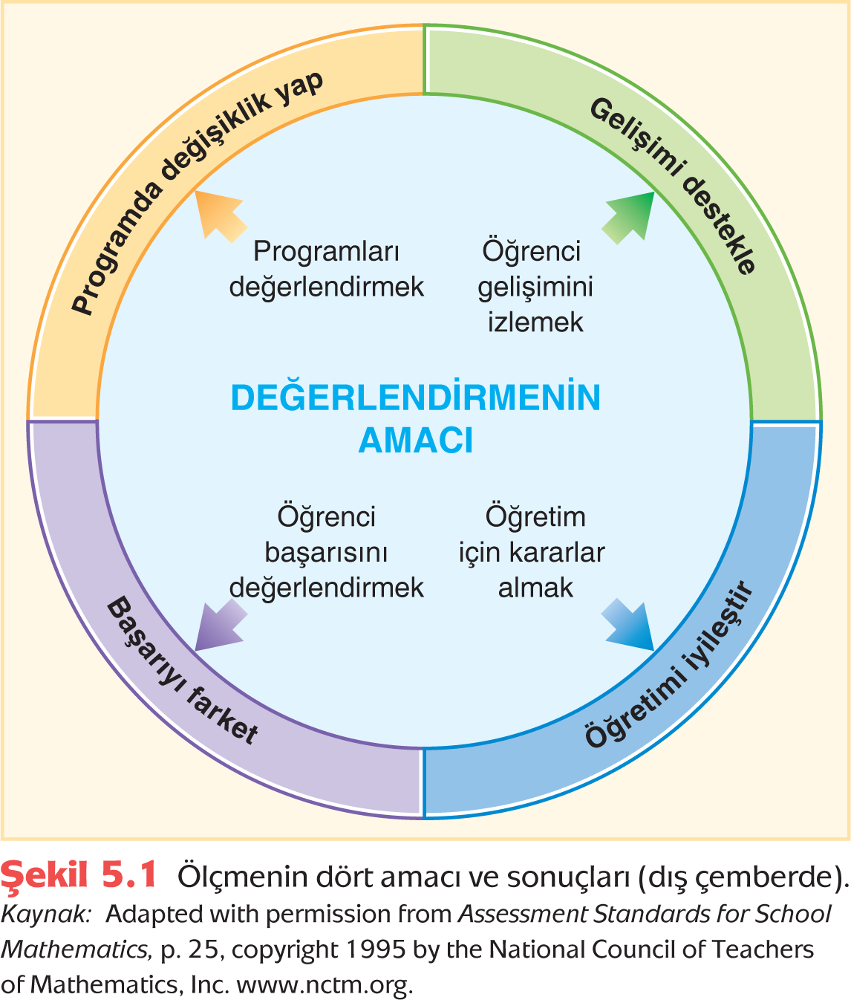 Programda değişiklik yap
Gelişimi destekle
Programları
değerlendirmek
Öğrenci
gelişimini
izlemek
DEĞERLENDİRMENİN
AMACI
Öğrenci
başarısını
değerlendirmek
Öğretim
için kararlar
almak
Başarıyı farket
Öğretimi iyileştir
Şekil 5.1 Ölçmenin dört amacı ve sonuçları (dış çemberde).
Kaynak: Adapted with permission from Assessment Standards for School
Mathematics, p. 25, copyright 1995 by the National Council of Teachers
of Mathematics, Inc. www.nctm.org.